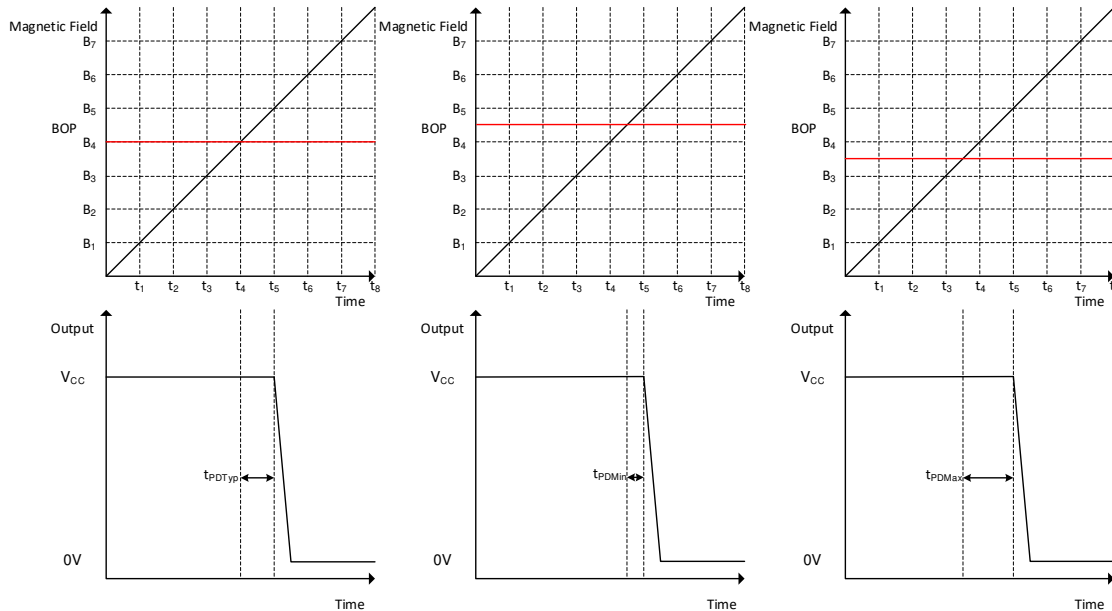 Magnetic Field
B7
B6
B5
BOP
B4
B3
B2
B1
t1 t2 t3 t4 t5 t6 t7 t8
Time
Magnetic Field
B7
B6
B5
BOP
B4
B3
B2
B1
t1 t2 t3 t4 t5 t6 t7 t8
Time
Magnetic Field
B7
B6
B5
BOP
B4
B3
B2
B1
t1 t2 t3 t4 t5 t6 t7
Time
Output
VCC
tPDTyp
0V
Time
Output
VCC
tPDMin
0V
Time
Output
VCC
tPDMax
0V
Time